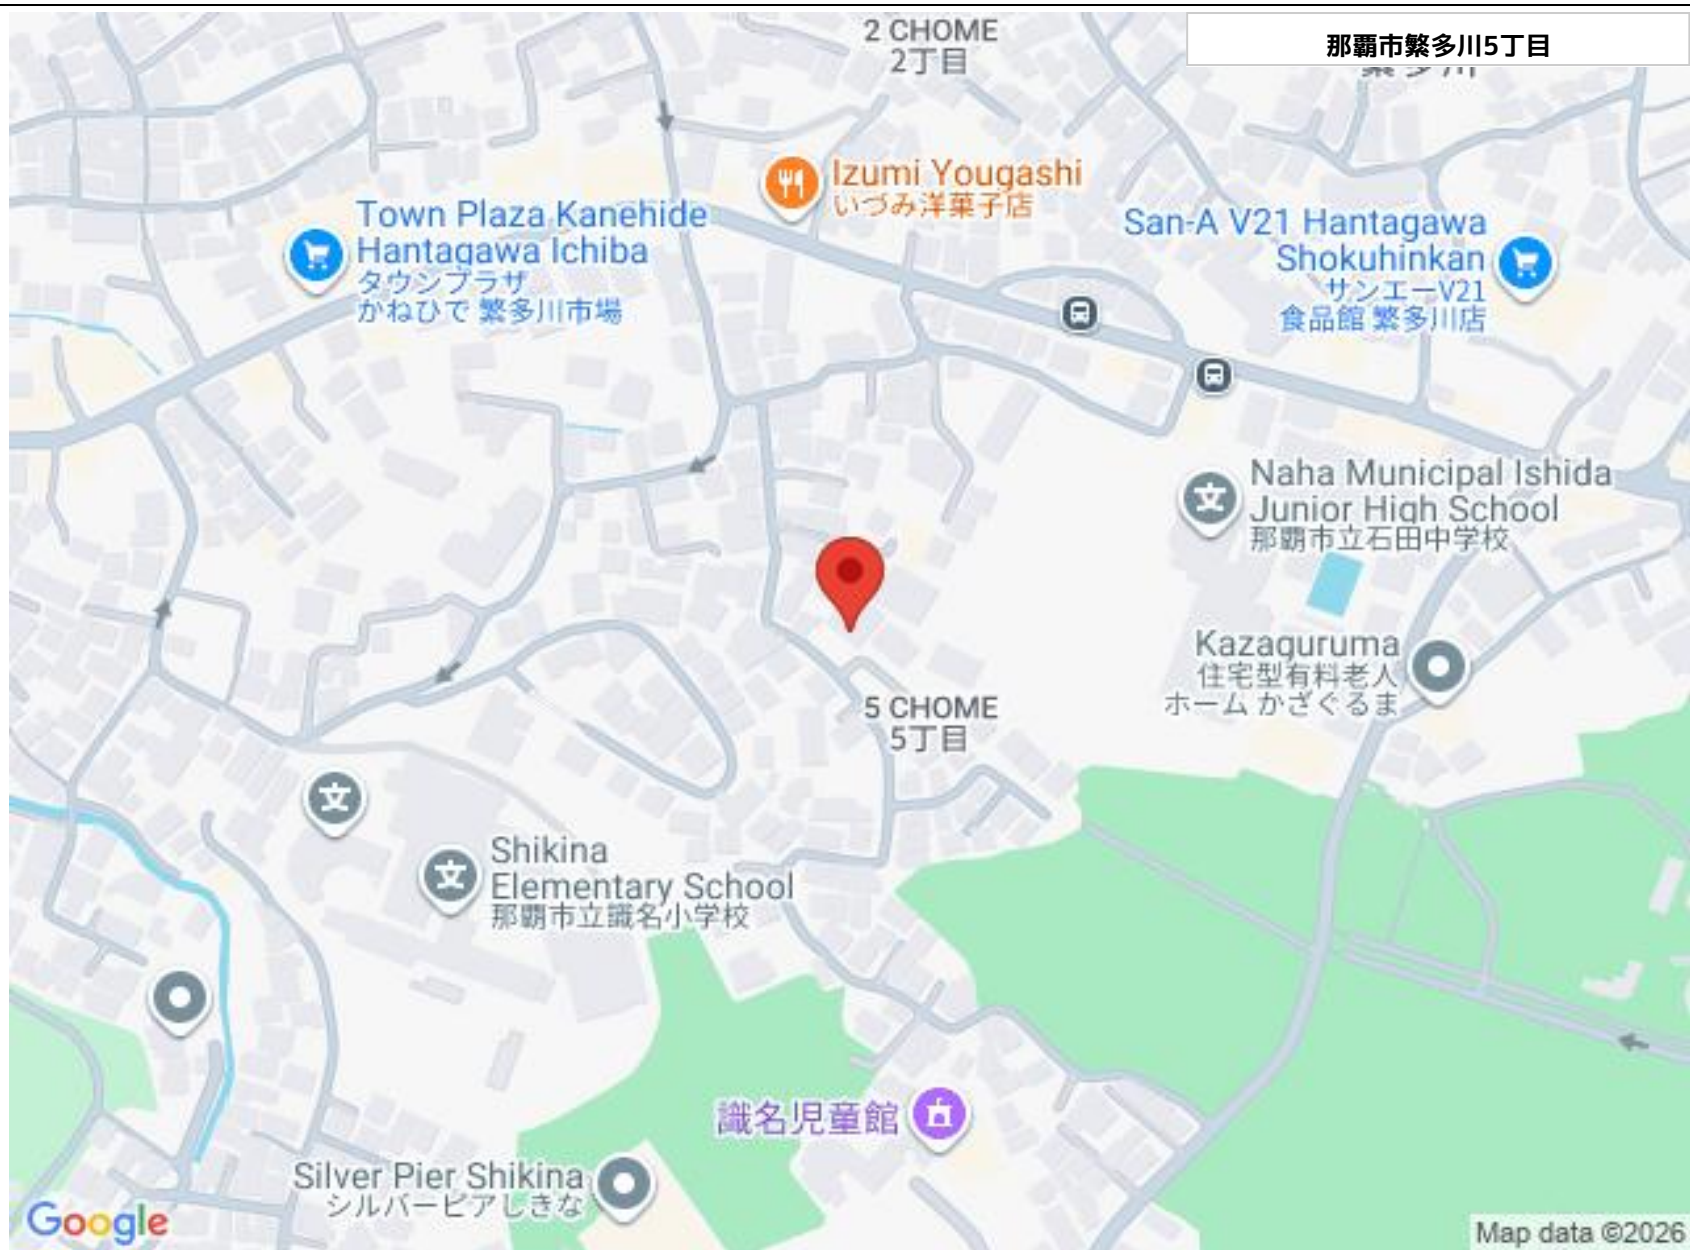 2 CHOME
2丁目
那覇市繁多川5丁目
繁多川
Izumi Yougashi
いづみ洋菓子店
Town Plaza Kanehide
Hantagawa Ichiba
タウンプラザ
かねひで 繁多川市場
San-A V21 Hantagawa
Shokuhinkan
サンエーV21
食品館 繁多川店
Naha Municipal Ishida
Junior High School
那覇市立石田中学校
Kazaguruma
住宅型有料老人
ホーム かざぐるま
5 CHOME
5丁目
文
Shikina
Elementary School
那覇市立識名小学校
文
文
識名児童館
Silver Pier Shikina
シルバーピアしきな
Google
Map data ©2026